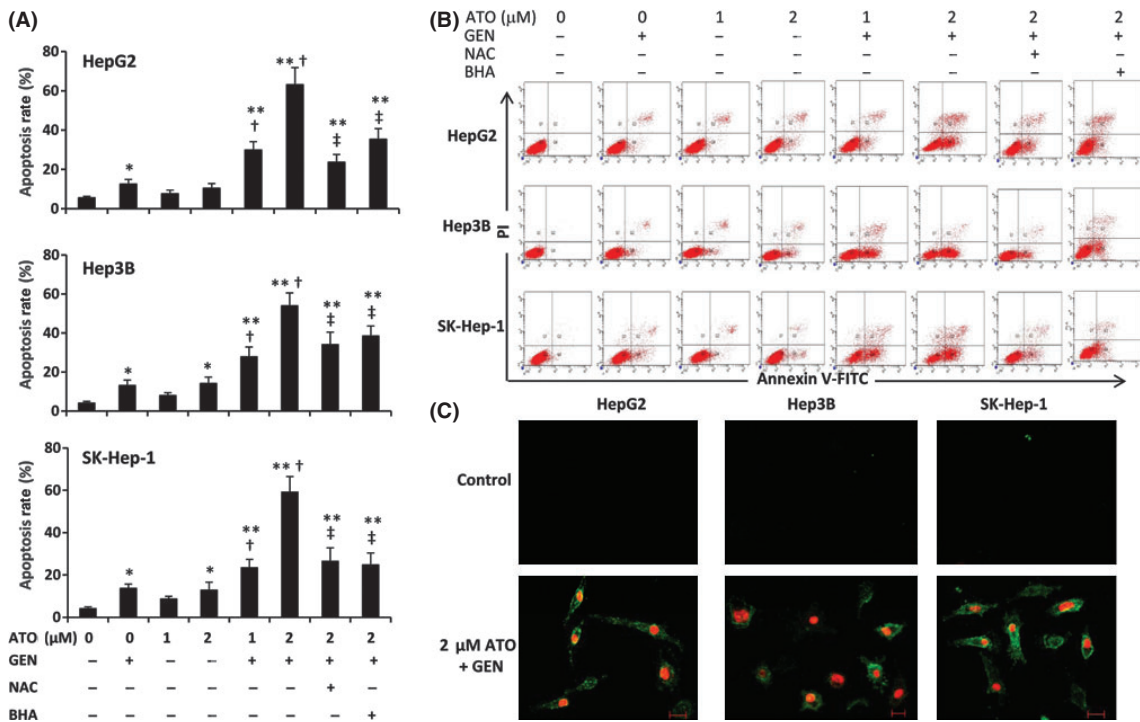 (A)
HepG2
Apoptosis rate (%)
80
60
40
20
0
*
**
†
** †
**
‡
**
‡
Hep3B
Apoptosis rate (%)
80
60
40
20
0
*
*
**
†
** †
**
‡
**
‡
SK-Hep-1
Apoptosis rate (%)
80
60
40
20
0
*
*
**
†
** †
**
‡
**
‡
ATO (μM) 0 0 1 2 1 2 2 2
GEN – + – – + + + +
NAC – – – – – – + –
BHA – – – – – – – +
(B)
ATO (μM) 0 0 1 2 1 2 2 2
GEN – + – – + + + +
NAC – – – – – – + –
BHA – – – – – – – +
HepG2
Hep3B
SK-Hep-1
PI
Annexin V-FITC
(C)
HepG2 Hep3B SK-Hep-1
Control
2 μM ATO
+ GEN